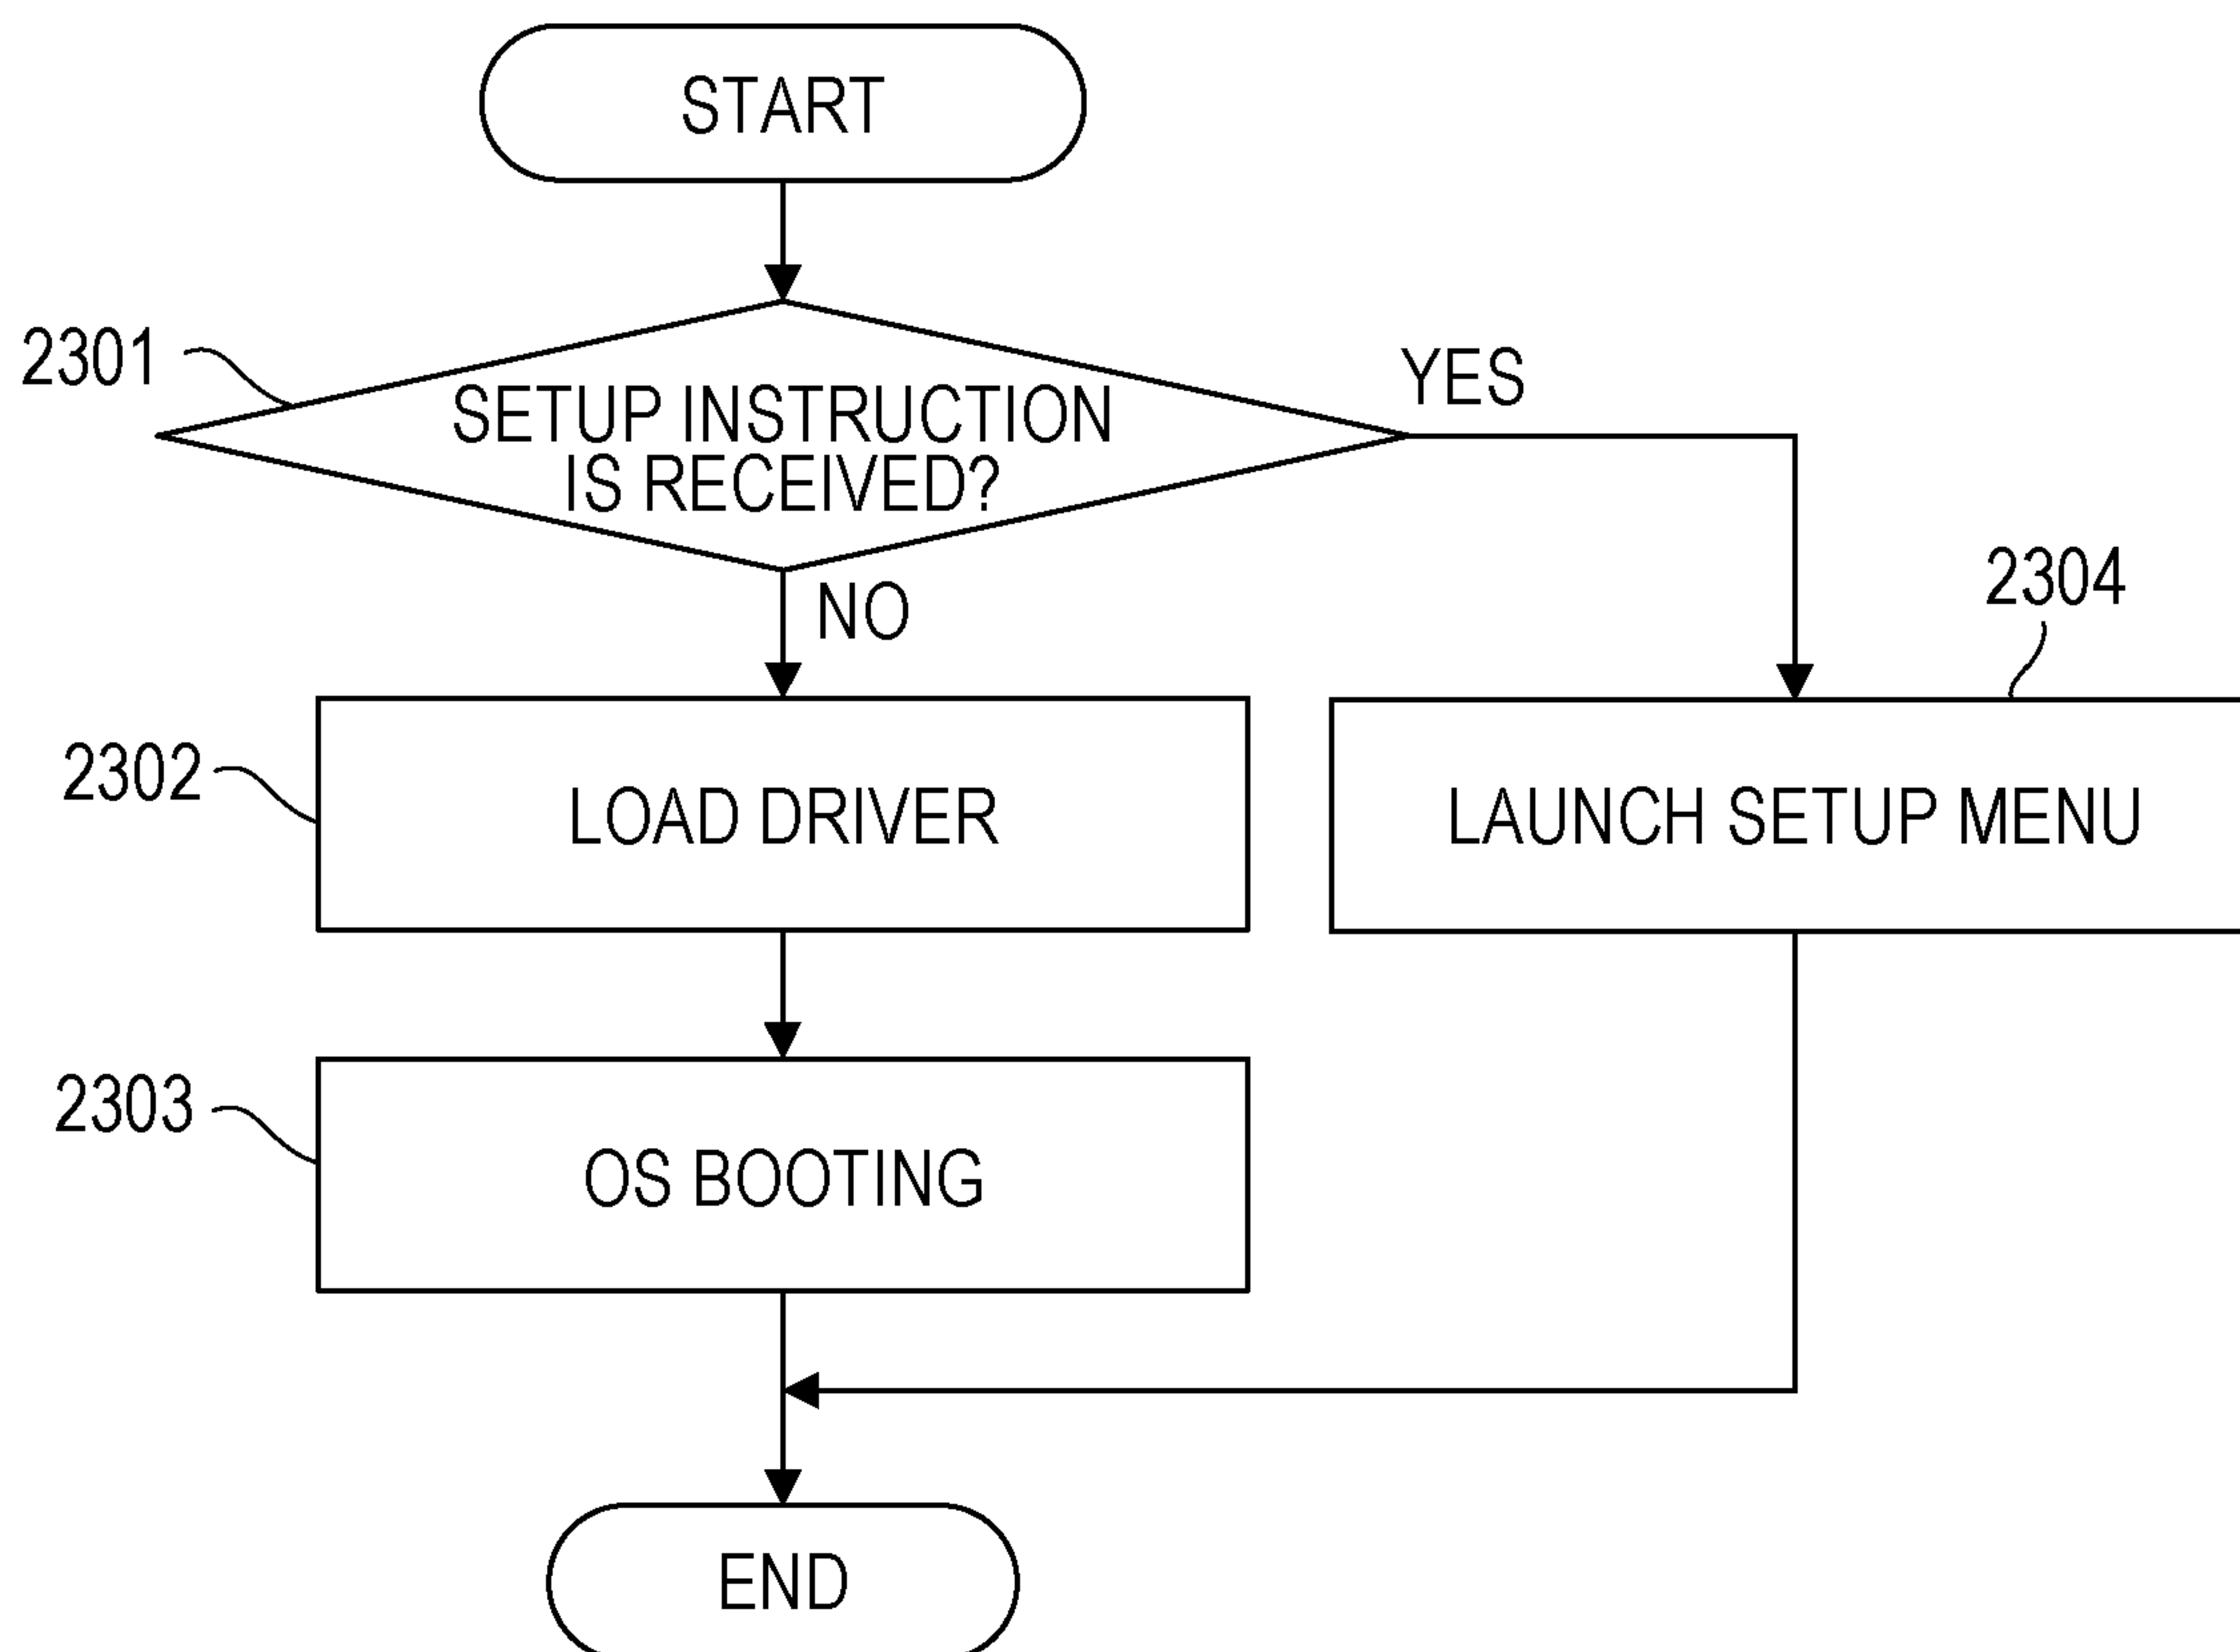 START
2301
SETUP INSTRUCTION
IS RECEIVED?
YES
NO
2304
2302
LOAD DRIVER
LAUNCH SETUP MENU
2303
OS BOOTING
END